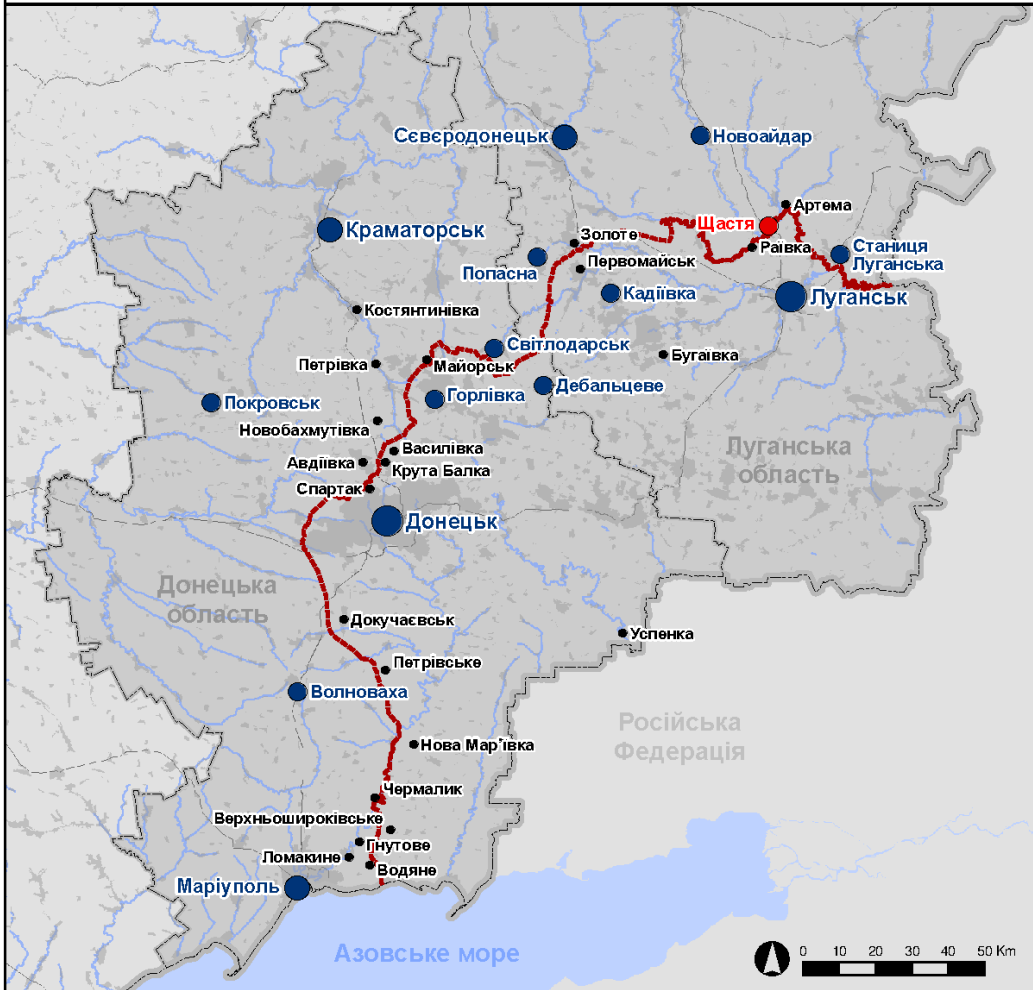 Сєвєродонецьк
Новоайдар
Артема
Щастя
Краматорськ
Золоте
Раївка
Станиця
Луганська
Попасна
Первомайськ
Кадіївка
Луганськ
Костянтинівка
Світлодарськ
Бугаївка
Петрівка
Майорськ
Дебальцеве
Горлівка
Покровськ
Новобахмутівка
Луганська
область
Василівка
Авдіївка
Крута Балка
Спартак
Донецьк
Донецька
область
Докучаєвськ
Успенка
Петрівське
Волноваха
Російська
Федерація
Нова Мар'ївка
Чермалик
Верхньошироківське
Гнутове
Ломакине
Водяне
Маріуполь
Азовське море
0 10 20 30 40 50 Km